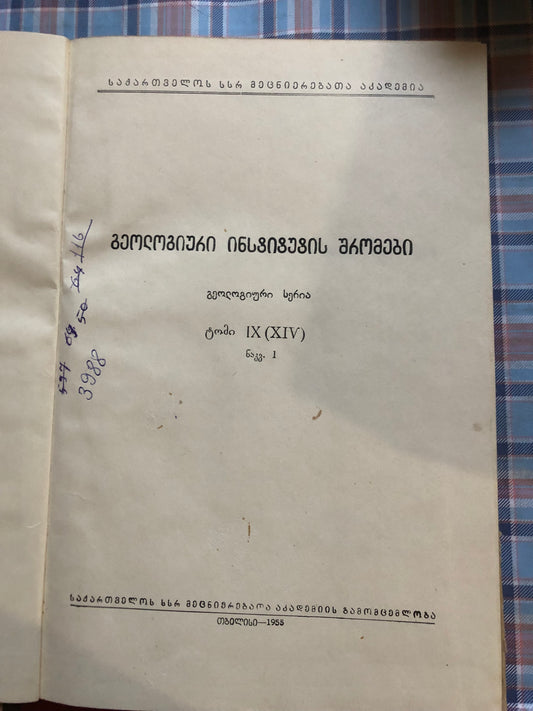 საქართველოს სსრ მეცნიერებათა აკადემია
გეოლოგიური ინსტიტუტის შრომები
გეოლოგიური სერია
ტომი IX (XIV)
ნაკვ. 1
საქართველოს სსრ მეცნიერებათა აკადემიის გამომცემლობა
თბილისი—1955
116
3988